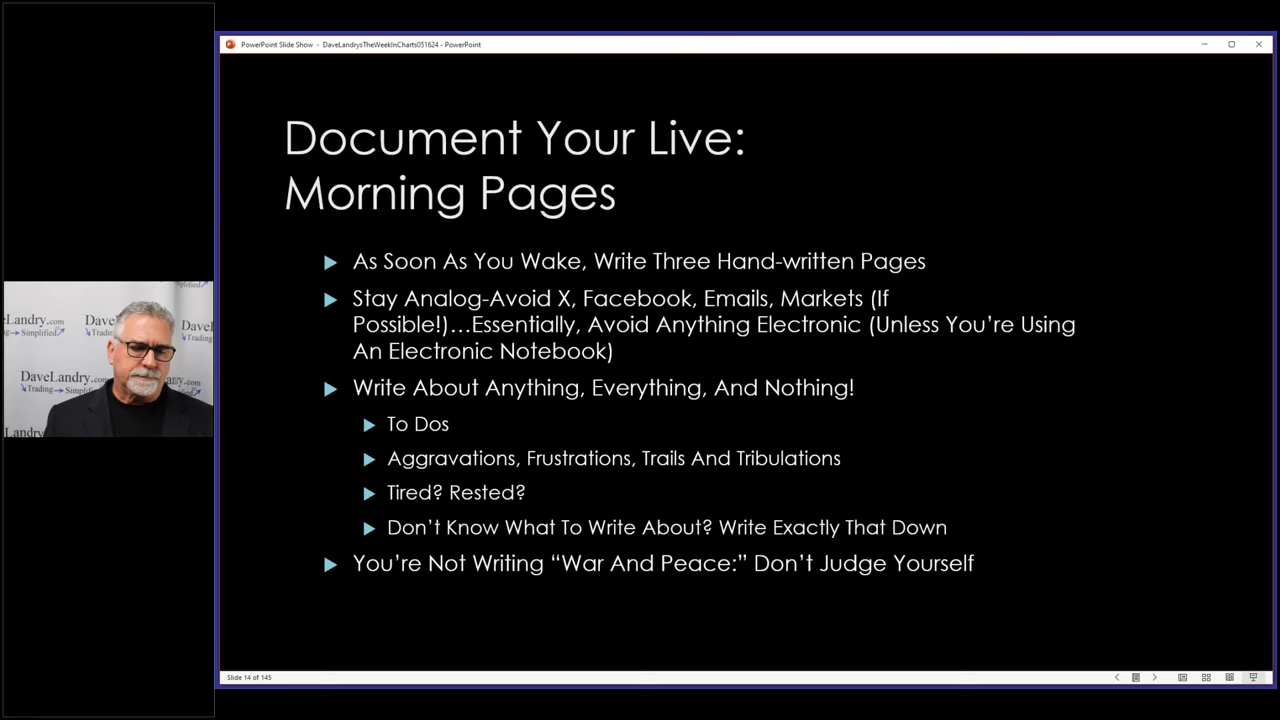 PowerPoint Slide Show - DaveLandrysTheWeekInCharts051624 - PowerPoint
Document Your Live:
Morning Pages
As Soon As You Wake, Write Three Hand-written Pages
Stay Analog-Avoid X, Facebook, Emails, Markets (If
Possible!)...Essentially, Avoid Anything Electronic (Unless You're Using
An Electronic Notebook)
Write About Anything, Everything, And Nothing!
To Dos
Aggravations, Frustrations, Trails And Tribulations
Tired? Rested?
Don't Know What To Write About? Write Exactly That Down
You're Not Writing “War And Peace:” Don't Judge Yourself
DaveLandry.com
Trading Simplified
Slide 14 of 145